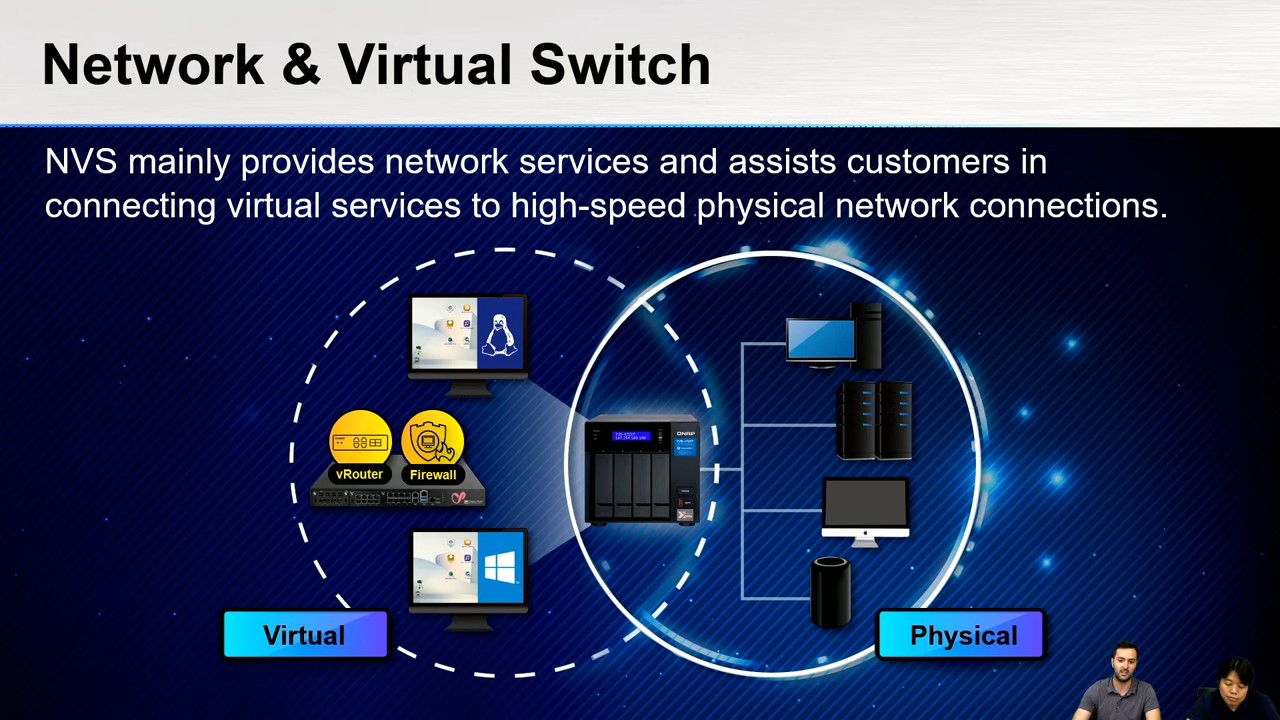 Network & Virtual Switch
NVS mainly provides network services and assists customers in
connecting virtual services to high-speed physical network connections.
vRouter
Firewall
QNAP
Virtual
Physical